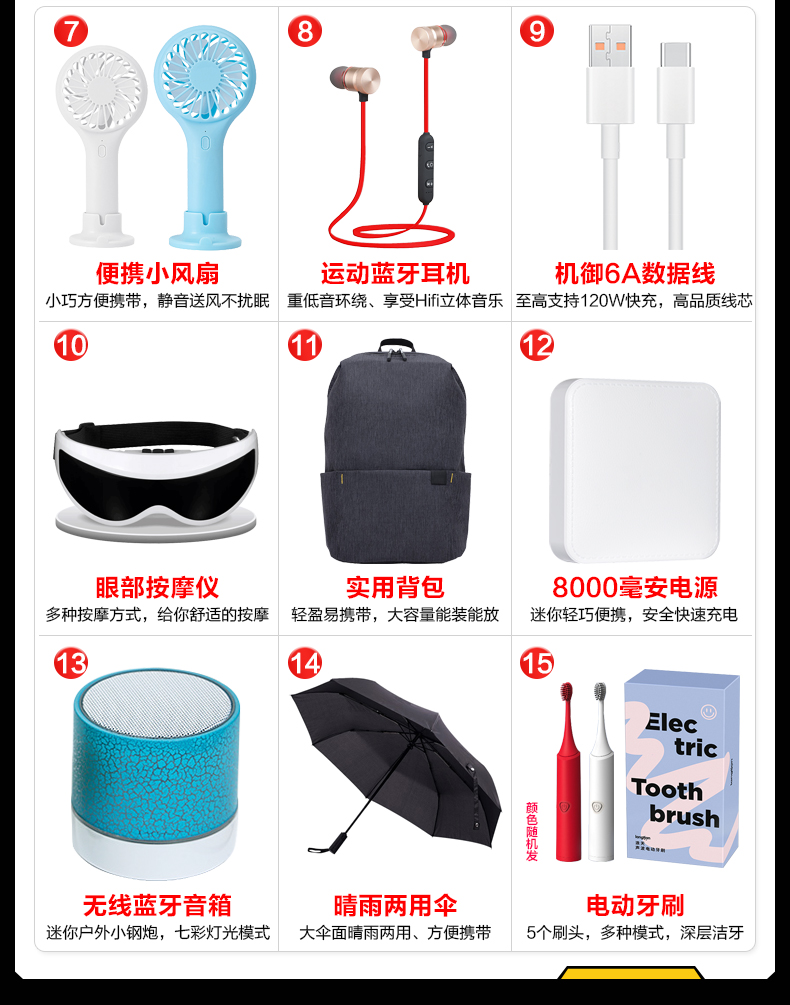 7
8
9
便携小风扇
小巧方便携带，静音送风不扰眠
运动蓝牙耳机
重低音环绕、享受Hifi立体音乐
机御6A数据线
至高支持120W快充，高品质线芯
10
11
12
眼部按摩仪
多种按摩方式，给你舒适的按摩
实用背包
轻盈易携带，大容量能装能放
8000毫安电源
迷你轻巧便携，安全快速充电
13
14
15
Elec
tric
Tooth
brush
声波电动牙刷
颜色随机发
无线蓝牙音箱
迷你户外小钢炮，七彩灯光模式
晴雨两用伞
大伞面晴雨两用、方便携带
电动牙刷
5个刷头，多种模式，深层洁牙